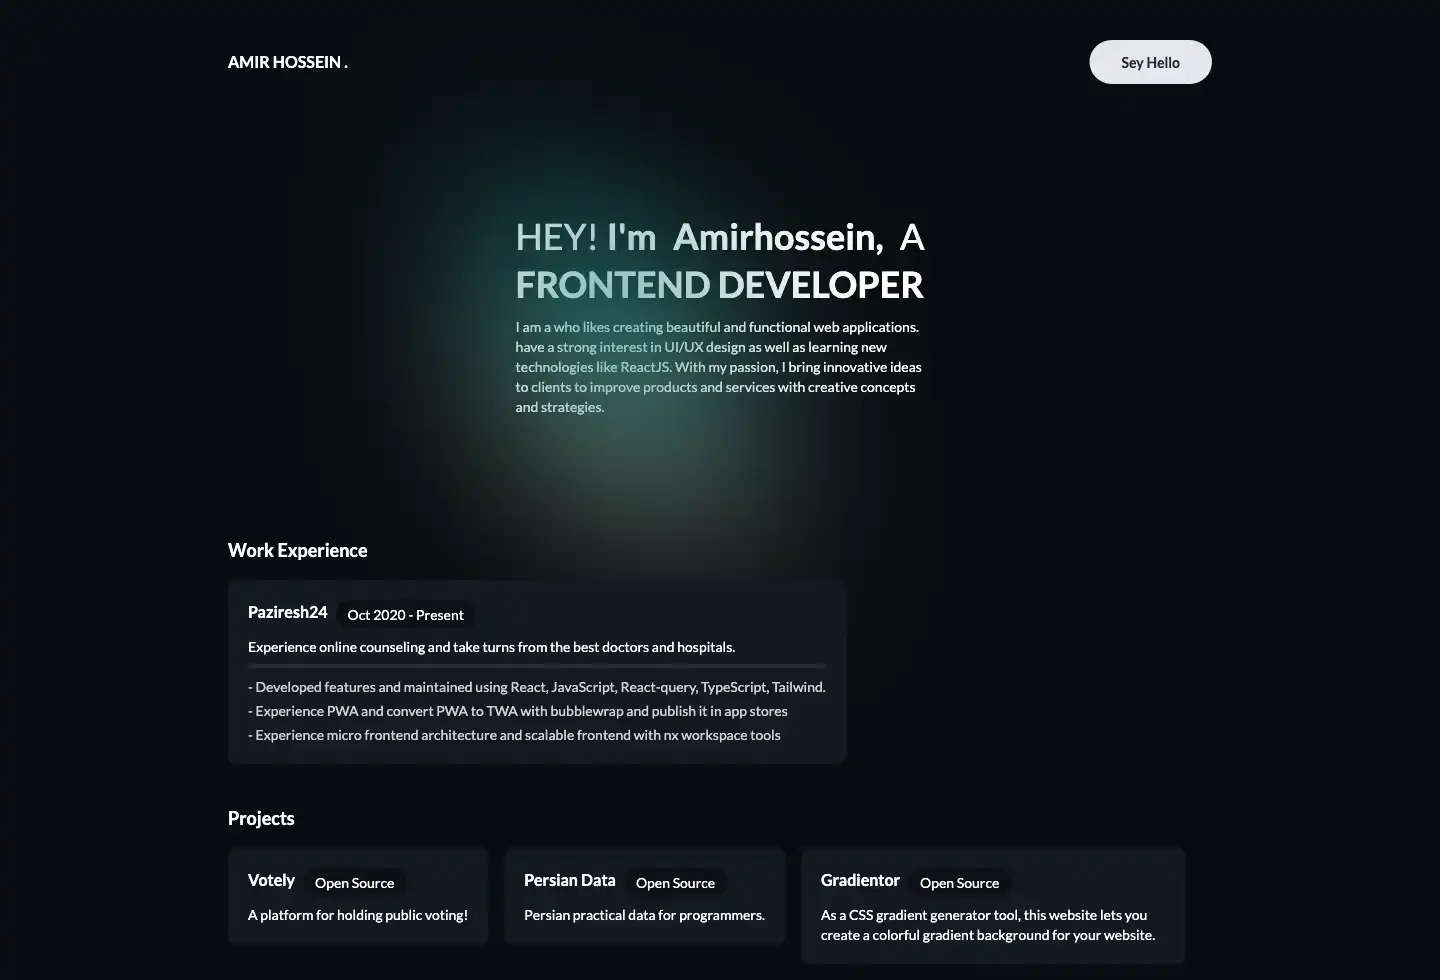 AMIR HOSSEIN .
Sey Hello
HEY! I'm Amirhossein, A
FRONTEND DEVELOPER
I am a who likes creating beautiful and functional web applications.
have a strong interest in UI/UX design as well as learning new
technologies like ReactJS. With my passion, I bring innovative ideas
to clients to improve products and services with creative concepts
and strategies.
Work Experience
Paziresh24 Oct 2020 - Present
Experience online counseling and take turns from the best doctors and hospitals.
- Developed features and maintained using React, JavaScript, React-query, TypeScript, Tailwind.
- Experience PWA and convert PWA to TWA with bubblewrap and publish it in app stores
- Experience micro frontend architecture and scalable frontend with nx workspace tools
Projects
Votely Open Source
A platform for holding public voting!
Persian Data Open Source
Persian practical data for programmers.
Gradientor Open Source
As a CSS gradient generator tool, this website lets you
create a colorful gradient background for your website.